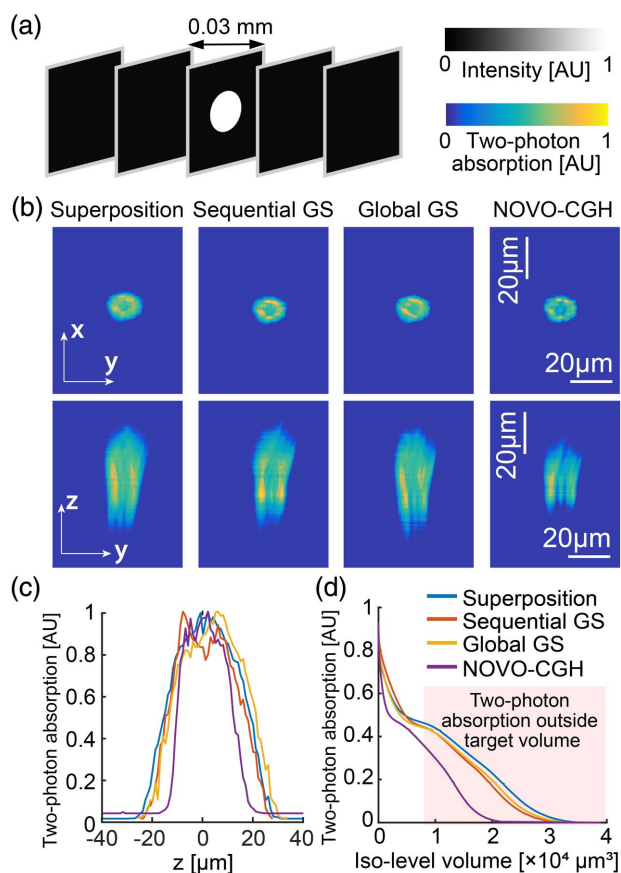 (a)
0.03 mm
0 1
Intensity [AU]
0 1
Two-photon
absorption [AU]
(b)
Superposition Sequential GS Global GS NOVO-CGH
x
y
20µm
20µm
z
y
20µm
20µm
(c)
Two-photon absorption [AU]
1
0.8
0.6
0.4
0.2
0
-40 -20 0 20 40
z [µm]
(d)
Superposition
Sequential GS
Global GS
NOVO-CGH
Two-photon absorption [AU]
1
0.8
0.6
0.4
0.2
0
Two-photon
absorption outside
target volume
0 1 2 3 4
Iso-level volume [×10⁴ µm³]